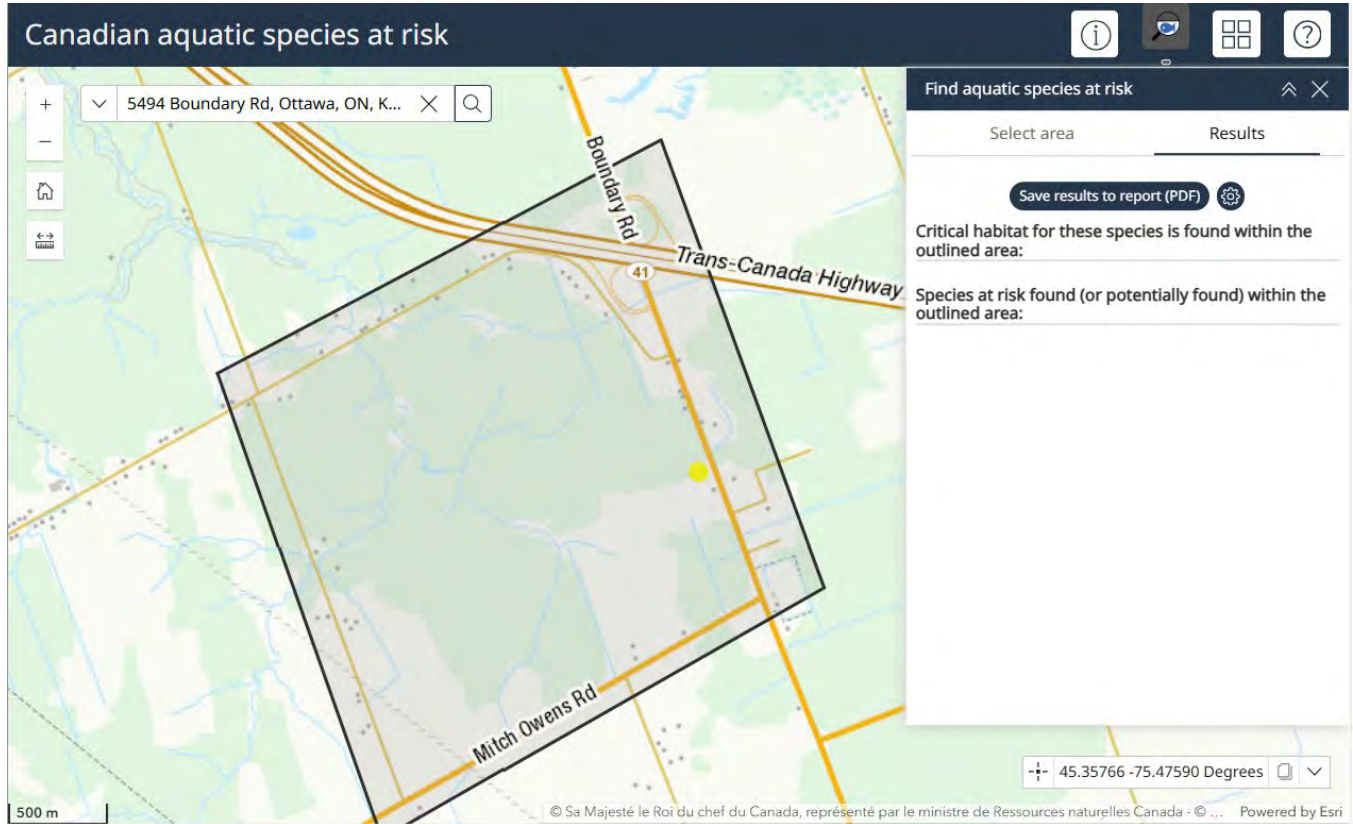 Canadian aquatic species at risk
5494 Boundary Rd, Ottawa, ON, K...
Find aquatic species at risk
Select area
Results
Save results to report (PDF)
Critical habitat for these species is found within the
outlined area:
Species at risk found (or potentially found) within the
outlined area:
Boundary Rd
41
Trans-Canada Highway
Mitch Owens Rd
45.35766 -75.47590 Degrees
500 m
© Sa Majesté le Roi du chef du Canada, représenté par le ministre de Ressources naturelles Canada - © ...
Powered by Esri